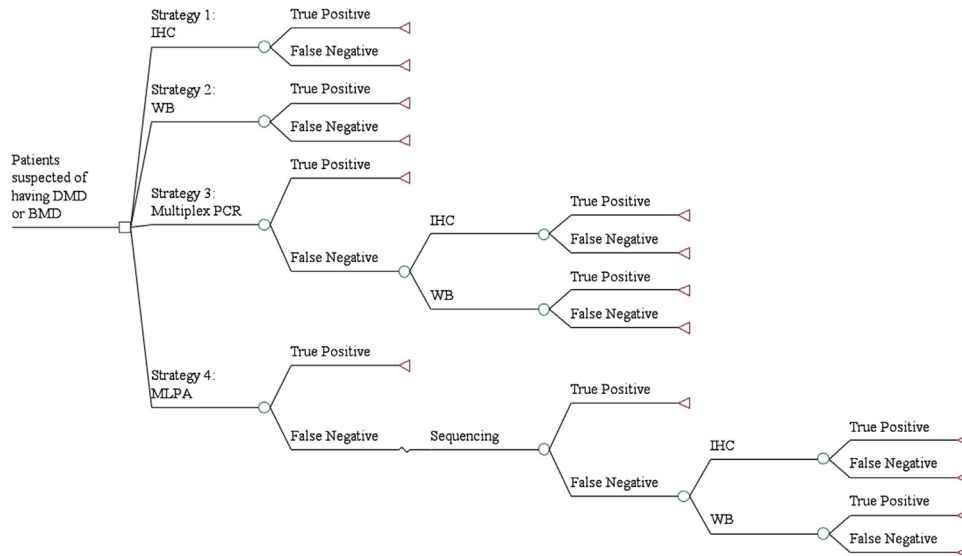 Strategy 1:
IHC
True Positive
False Negative
Strategy 2:
WB
True Positive
False Negative
Patients
suspected of
having DMD
or BMD
Strategy 3:
Multiplex PCR
True Positive
False Negative
IHC
True Positive
False Negative
WB
True Positive
False Negative
Strategy 4:
MLPA
True Positive
False Negative
Sequencing
True Positive
False Negative
IHC
True Positive
False Negative
WB
True Positive
False Negative